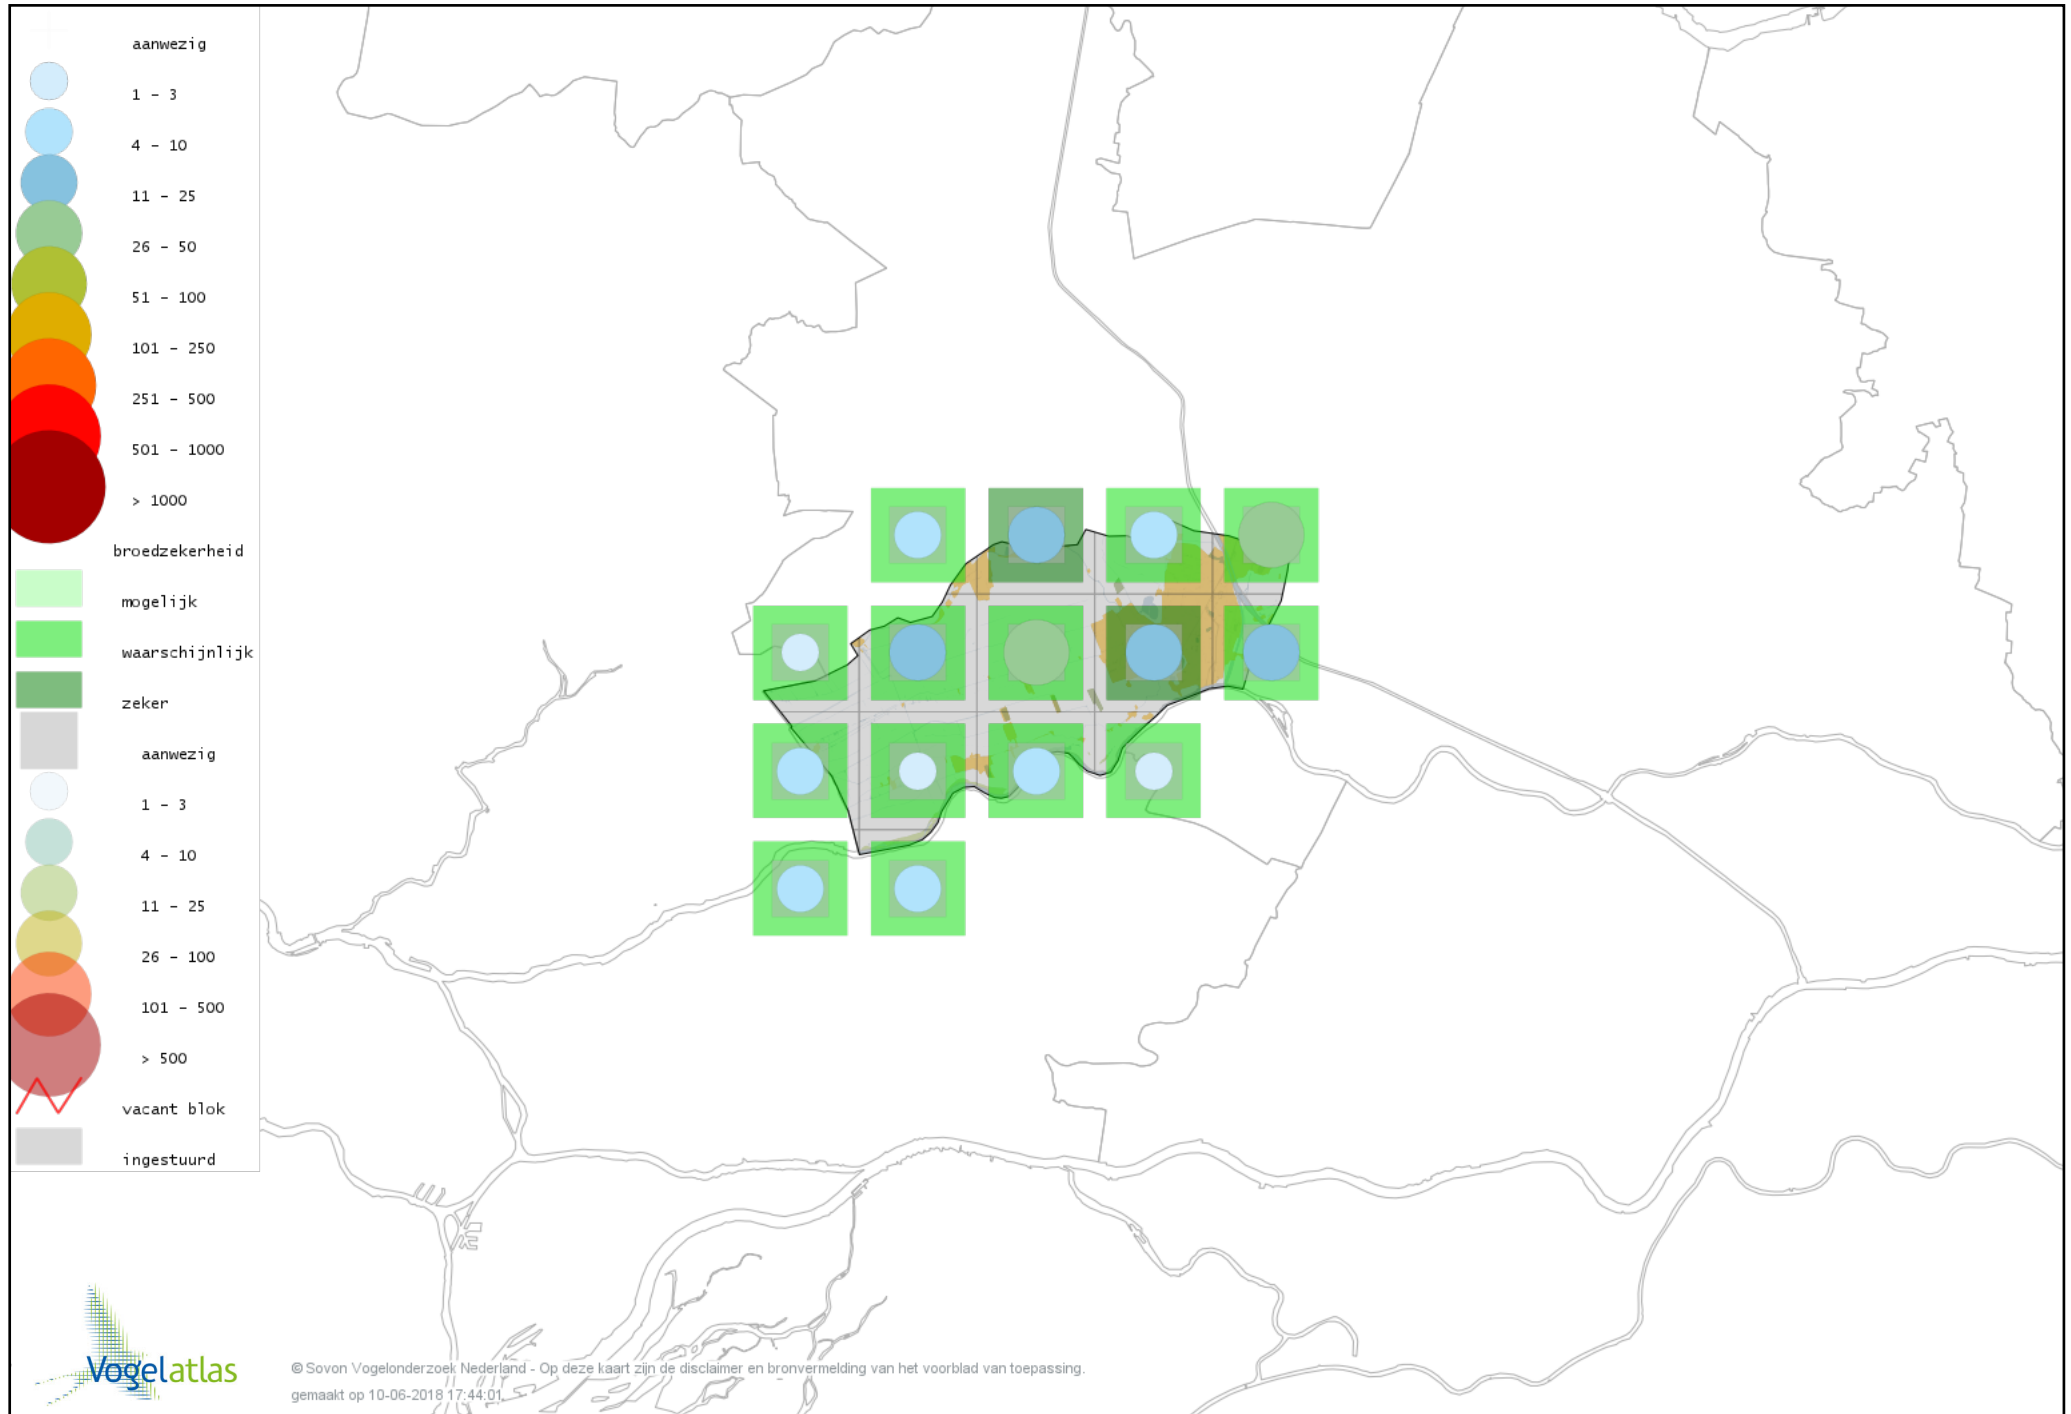 aanwezig
1 – 3
4 – 10
11 – 25
26 – 50
51 – 100
101 – 250
251 – 500
501 – 1000
> 1000
broedzekerheid
mogelijk
waarschijnlijk
zeker
aanwezig
1 – 3
4 – 10
11 – 25
26 – 100
101 – 500
> 500
vacant blok
ingestuurd
Vogelatlas
© Sovon Vogelonderzoek Nederland - Op deze kaart zijn de disclaimer en bronvermelding van het voorblad van toepassing.
gemaakt op 10-06-2018 17:44:01